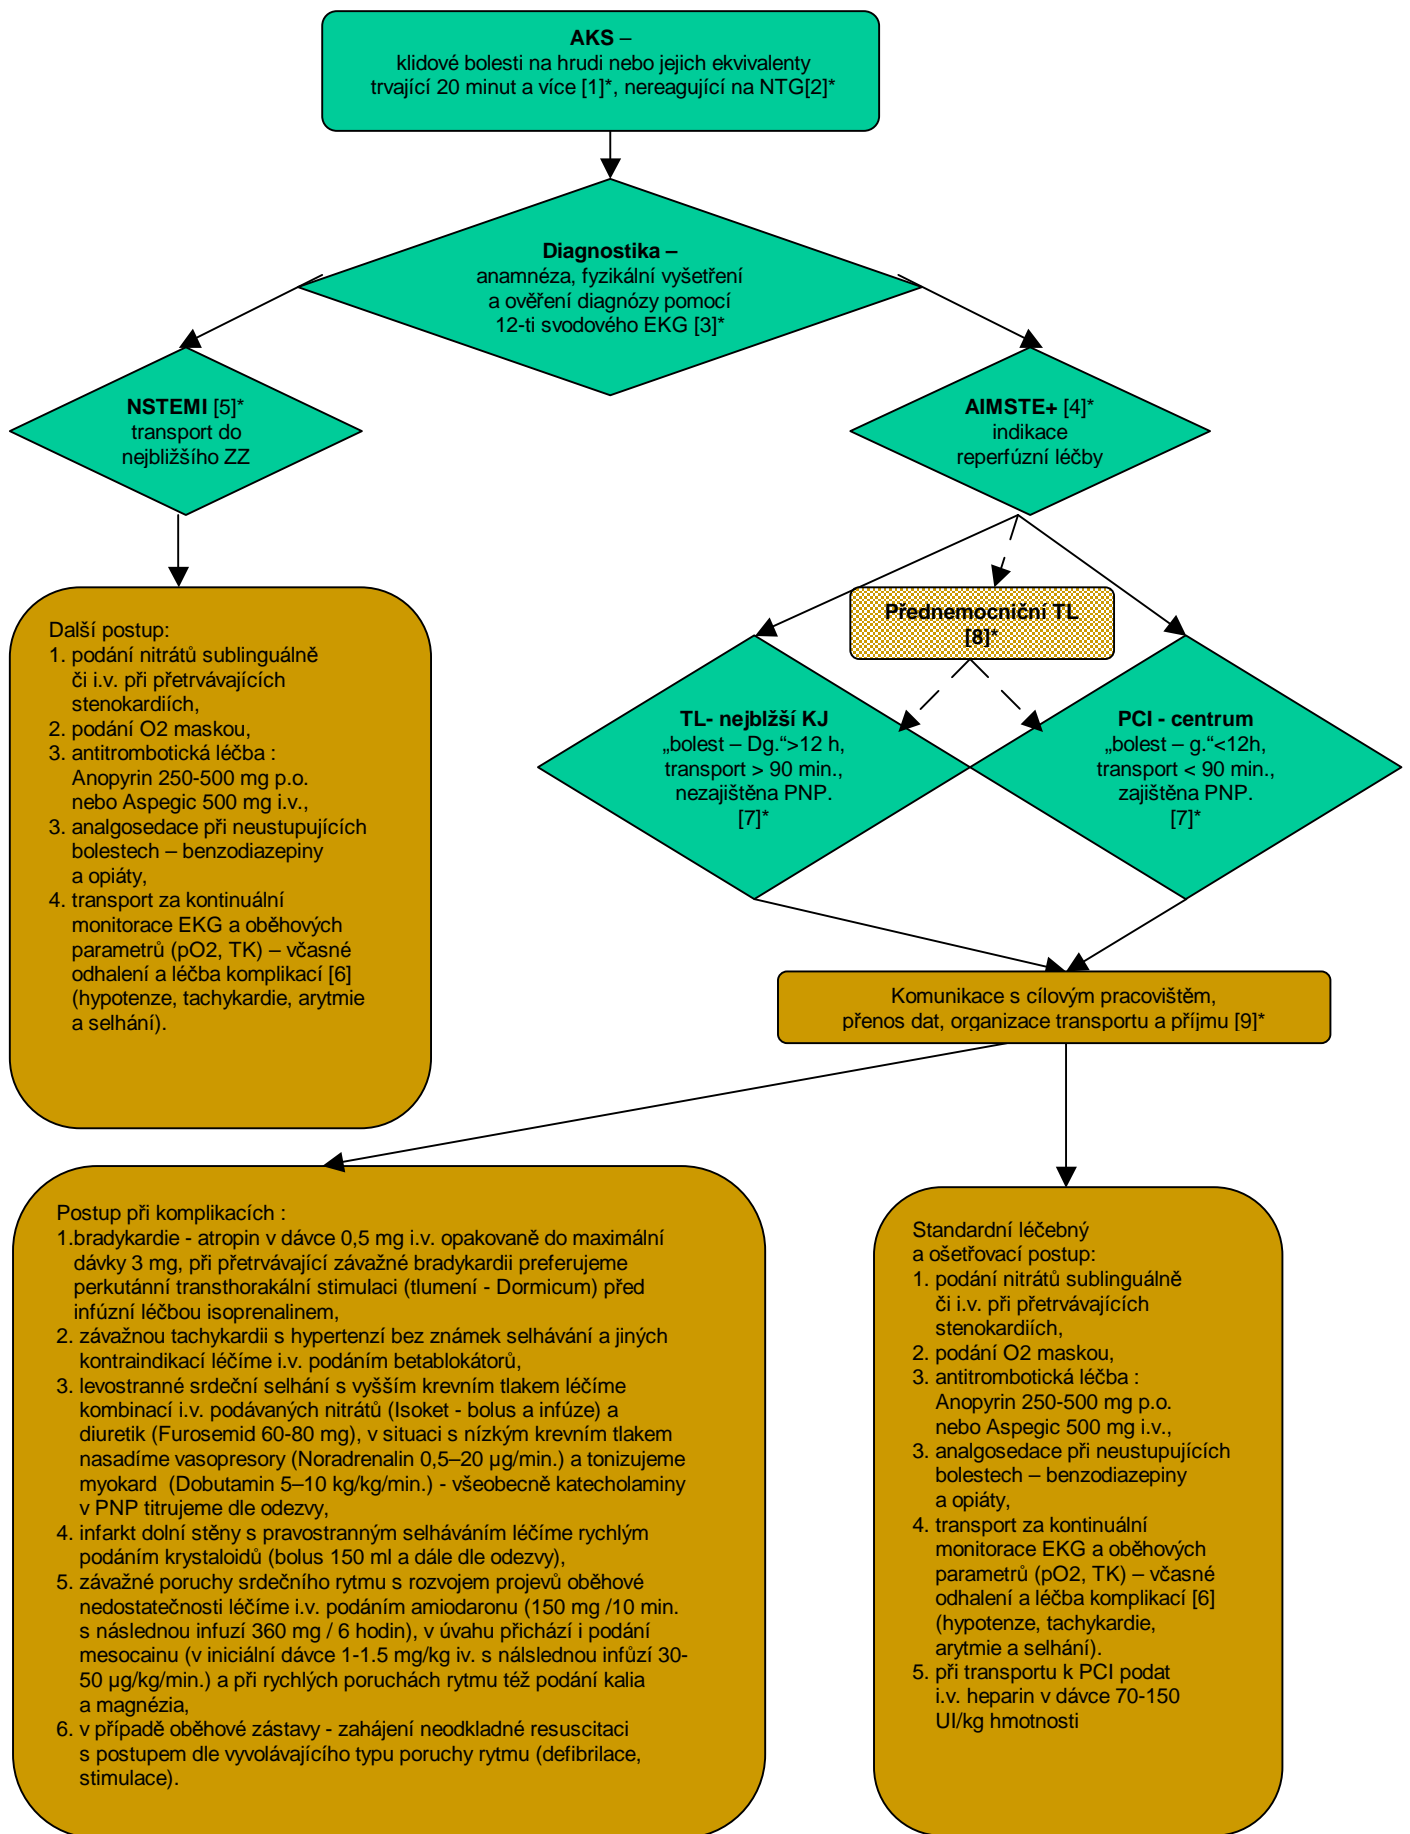 AKS –
klidové bolesti na hrudi nebo jejich ekvivalenty
trvající 20 minut a více [1]*, nereagující na NTG[2]*
Diagnostika –
anamnéza, fyzikální vyšetření
a ověření diagnózy pomocí
12-ti svodového EKG [3]*
NSTEMI [5]*
transport do
nejbližšího ZZ
AIMSTE+ [4]*
indikace
reperfúzní léčby
Přednemocniční TL
[8]*
TL- nejblžší KJ
„bolest – Dg.“>12 h,
transport > 90 min.,
nezajištěna PNP.
[7]*
PCI - centrum
„bolest – g.“<12h,
transport < 90 min.,
zajištěna PNP.
[7]*
Další postup:
1. podání nitrátů sublinguálně
či i.v. při přetrvávajících
stenokardiích,
2. podání O2 maskou,
3. antitrombotická léčba :
Anopyrin 250-500 mg p.o.
nebo Aspegic 500 mg i.v.,
3. analgosedace při neustupujících
bolestech – benzodiazepiny
a opiáty,
4. transport za kontinuální
monitorace EKG a oběhových
parametrů (pO2, TK) – včasné
odhalení a léčba komplikací [6]
(hypotenze, tachykardie, arytmie
a selhání).
Komunikace s cílovým pracovištěm,
přenos dat, organizace transportu a příjmu [9]*
Postup při komplikacích :
1.bradykardie - atropin v dávce 0,5 mg i.v. opakovaně do maximální
dávky 3 mg, při přetrvávající závažné bradykardii preferujeme
perkutánní transthorakální stimulaci (tlumení - Dormicum) před
infúzní léčbou isoprenalinem,
2. závažnou tachykardii s hypertenzí bez známek selhávání a jiných
kontraindikací léčíme i.v. podáním betablokátorů,
3. levostranné srdeční selhání s vyšším krevním tlakem léčíme
kombinací i.v. podávaných nitrátů (Isoket - bolus a infúze) a
diuretik (Furosemid 60-80 mg), v situaci s nízkým krevním tlakem
nasadíme vasopresory (Noradrenalin 0,5–20 µg/min.) a tonizujeme
myokard (Dobutamin 5–10 kg/kg/min.) - všeobecně katecholaminy
v PNP titrujeme dle odezvy,
4. infarkt dolní stěny s pravostranným selháváním léčíme rychlým
podáním krystaloidů (bolus 150 ml a dále dle odezvy),
5. závažné poruchy srdečního rytmu s rozvojem projevů oběhové
nedostatečnosti léčíme i.v. podáním amiodaronu (150 mg /10 min.
s následnou infuzí 360 mg / 6 hodin), v úvahu přichází i podání
mesocainu (v iniciální dávce 1-1.5 mg/kg iv. s nálslednou infůzí 30-
50 µg/kg/min.) a při rychlých poruchách rytmu též podání kalia
a magnézia,
6. v případě oběhové zástavy - zahájení neodkladné resuscitaci
s postupem dle vyvolávajícího typu poruchy rytmu (defibrilace,
stimulace).
Standardní léčebný
a ošetřovací postup:
1. podání nitrátů sublinguálně
či i.v. při přetrvávajících
stenokardiích,
2. podání O2 maskou,
3. antitrombotická léčba :
Anopyrin 250-500 mg p.o.
nebo Aspegic 500 mg i.v.,
3. analgosedace při neustupujících
bolestech – benzodiazepiny
a opiáty,
4. transport za kontinuální
monitorace EKG a oběhových
parametrů (pO2, TK) – včasné
odhalení a léčba komplikací [6]
(hypotenze, tachykardie,
arytmie a selhání).
5. při transportu k PCI podat
i.v. heparin v dávce 70-150
UI/kg hmotnosti